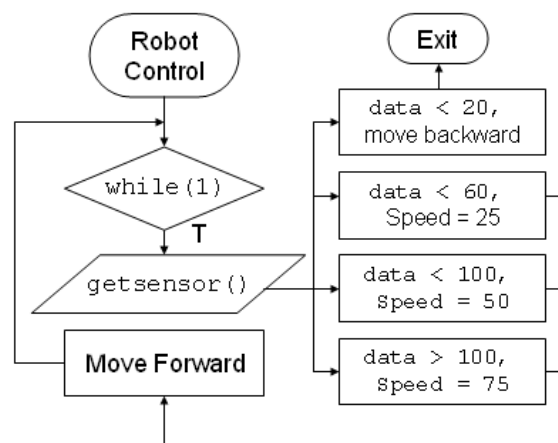 Robot
Control
while(1)
T
getsensor()
Move Forward
Exit
data < 20,
move backward
data < 60,
Speed = 25
data < 100,
Speed = 50
data > 100,
Speed = 75